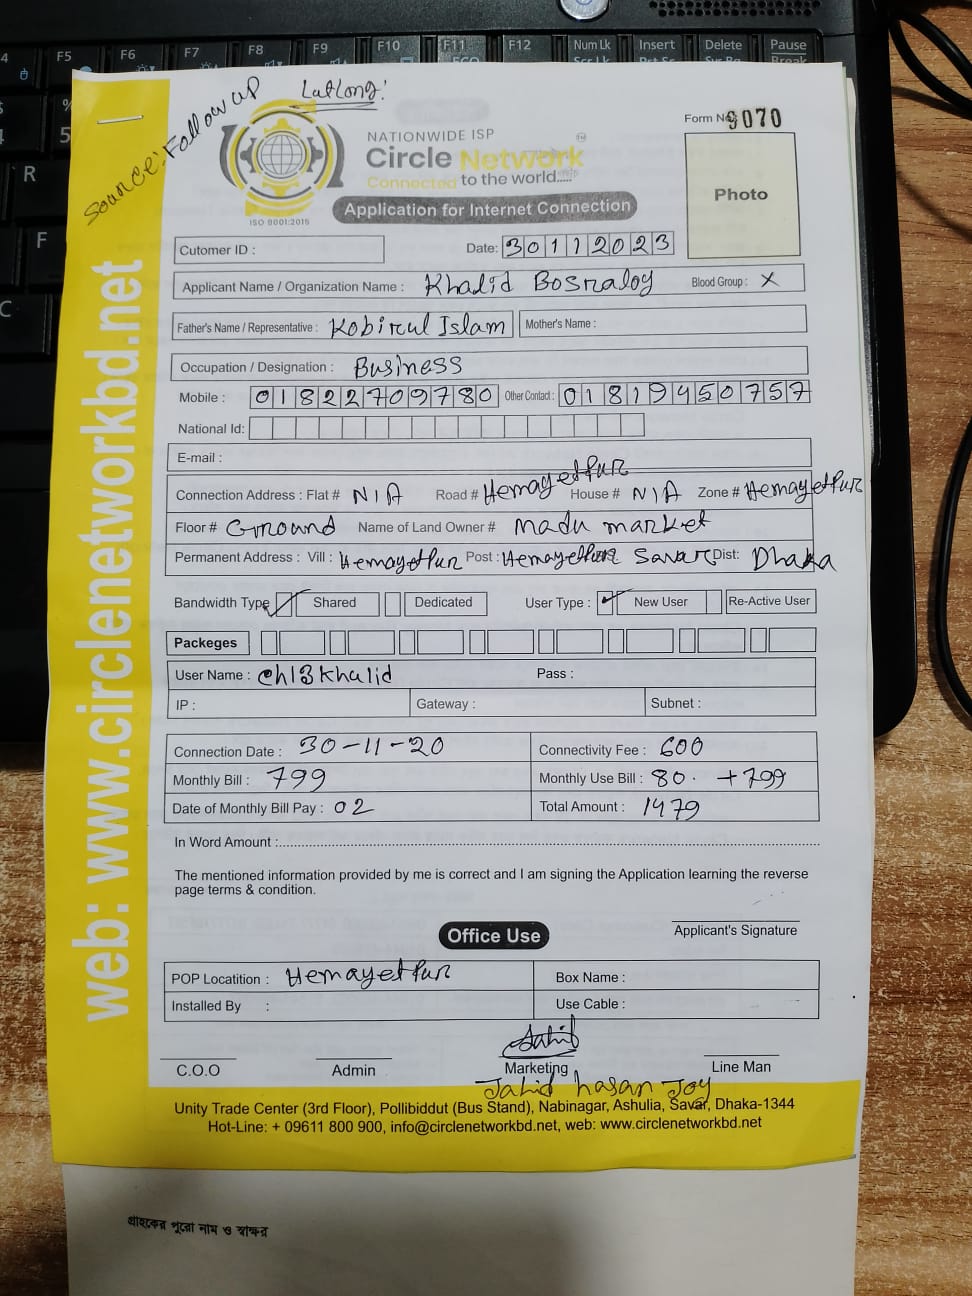 Source: Follow up
LatLong:
NATIONWIDE ISP
Circle Network
Connected to the world.....
ISO 9001:2015
Application for Internet Connection
Form No 9070
Photo
Cutomer ID :
Date: 30112023
Applicant Name / Organization Name : Khalid Bosraloy Blood Group : X
Father's Name / Representative : Kobirul Islam Mother's Name :
Occupation / Designation : Business
Mobile : 01822709780 Other Contact : 01819450757
National Id:
E-mail :
Connection Address : Flat # N/A Road # Hemayetpur House # N/A Zone # Hemayetpur
Floor # Ground Name of Land Owner # Madu market
Permanent Address : Vill : Hemayetpur Post : Hemayetpur Savar Dist: Dhaka
Bandwidth Type Shared Dedicated User Type : New User Re-Active User
Packeges
User Name : ch13khalid Pass :
IP : Gateway : Subnet :
Connection Date : 30-11-20 Connectivity Fee : 600
Monthly Bill : 799 Monthly Use Bill : 80. +799
Date of Monthly Bill Pay : 02 Total Amount : 1479
In Word Amount :
The mentioned information provided by me is correct and I am signing the Application learning the reverse
page terms & condition.
Applicant's Signature
Office Use
POP Locatition : Hemayetpur Box Name :
Installed By : Use Cable :
Jahid
C.O.O Admin Marketing Line Man
Jahid hasan Joy
Unity Trade Center (3rd Floor), Pollibiddut (Bus Stand), Nabinagar, Ashulia, Savar, Dhaka-1344
Hot-Line: + 09611 800 900, info@circlenetworkbd.net, web: www.circlenetworkbd.net
web: www.circlenetworkbd.net
গ্রাহকের পুরো নাম ও স্বাক্ষর
F5 F6 F7 F8 F9 F10 F11 F12 Num Lk Insert Delete Pause
R
F
C